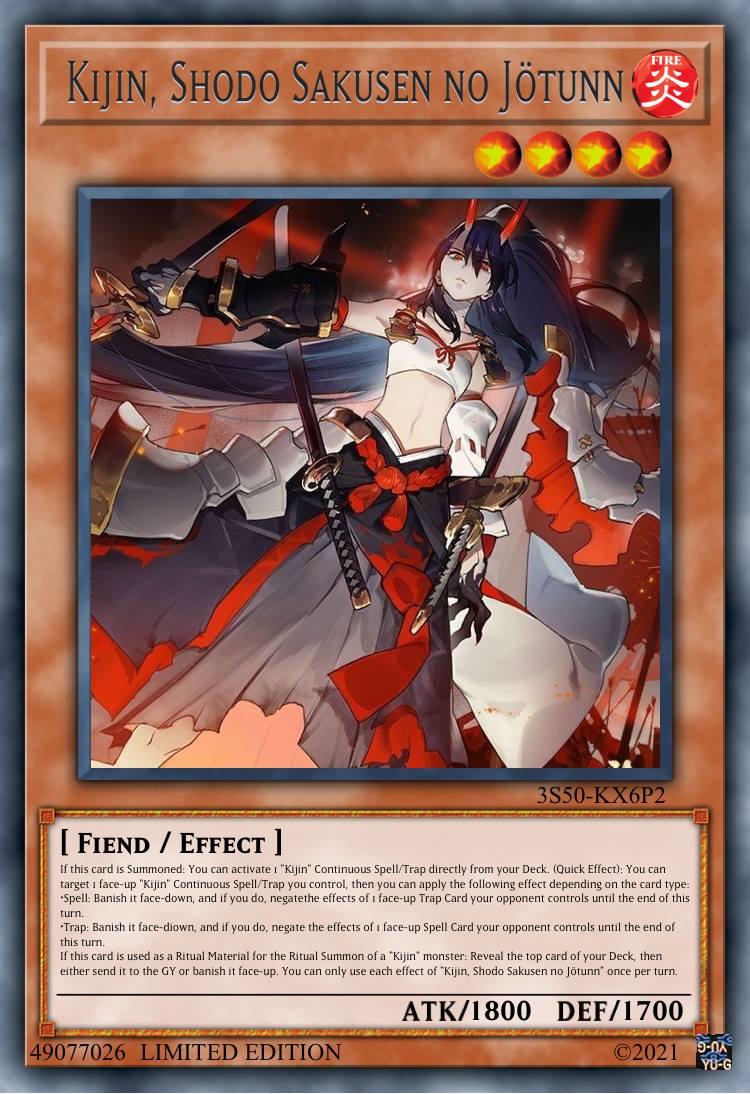 Kijin, Shodo Sakusen no Jötunn
FIRE
炎
3S50-KX6P2
[ Fiend / Effect ]
If this card is Summoned: You can activate 1 "Kijin" Continuous Spell/Trap directly from your Deck. (Quick Effect): You can
target 1 face-up "Kijin" Continuous Spell/Trap you control, then you can apply the following effect depending on the card type:
•Spell: Banish it face-down, and if you do, negatethe effects of 1 face-up Trap Card your opponent controls until the end of this
turn.
•Trap: Banish it face-diown, and if you do, negate the effects of 1 face-up Spell Card your opponent controls until the end of
this turn.
If this card is used as a Ritual Material for the Ritual Summon of a "Kijin" monster: Reveal the top card of your Deck, then
either send it to the GY or banish it face-up. You can only use each effect of "Kijin, Shodo Sakusen no Jötunn" once per turn.
ATK/1800 DEF/1700
49077026 LIMITED EDITION
©2021
YU-G
YU-G